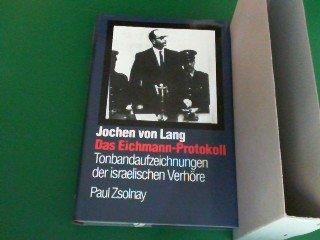 Jochen von Lang
Das Eichmann-Protokoll
Tonbandaufzeichnungen
der israelischen Verhöre
Paul Zsolnay